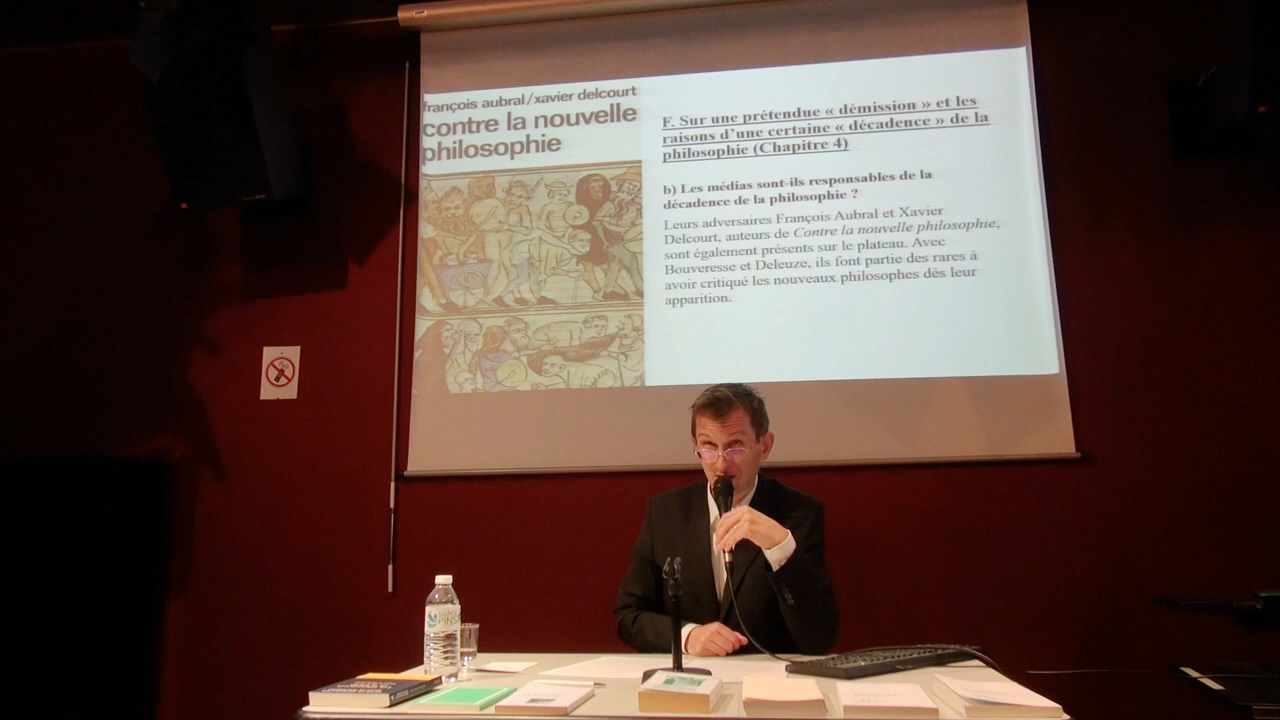 françois aubral/xavier delcourt
contre la nouvelle
philosophie
F. Sur une prétendue « démission » et les
raisons d'une certaine « décadence » de la
philosophie (Chapitre 4)
b) Les médias sont-ils responsables de la
décadence de la philosophie ?
Leurs adversaires François Aubral et Xavier
Delcourt, auteurs de Contre la nouvelle philosophie,
sont également présents sur le plateau. Avec
Bouveresse et Deleuze, ils font partie des rares à
avoir critiqué les nouveaux philosophes dès leur
apparition.